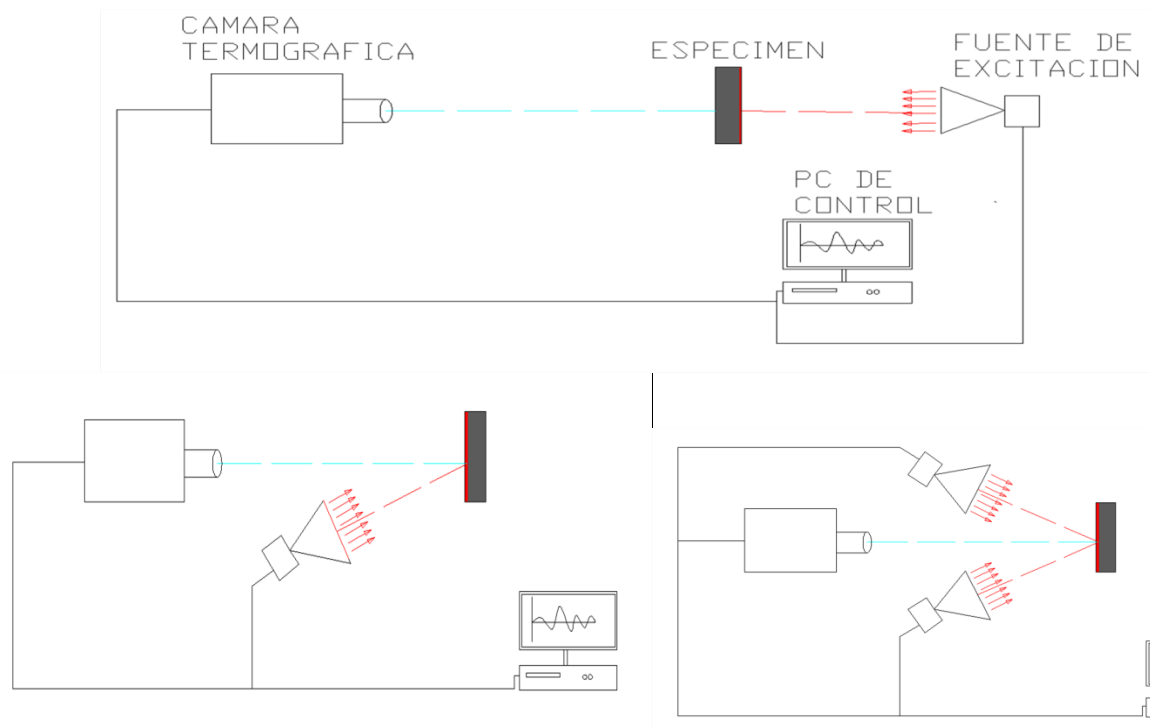 CAMARA
TERMOGRAFICA
ESPECIMEN
FUENTE DE
EXCITACION
PC DE
CONTROL